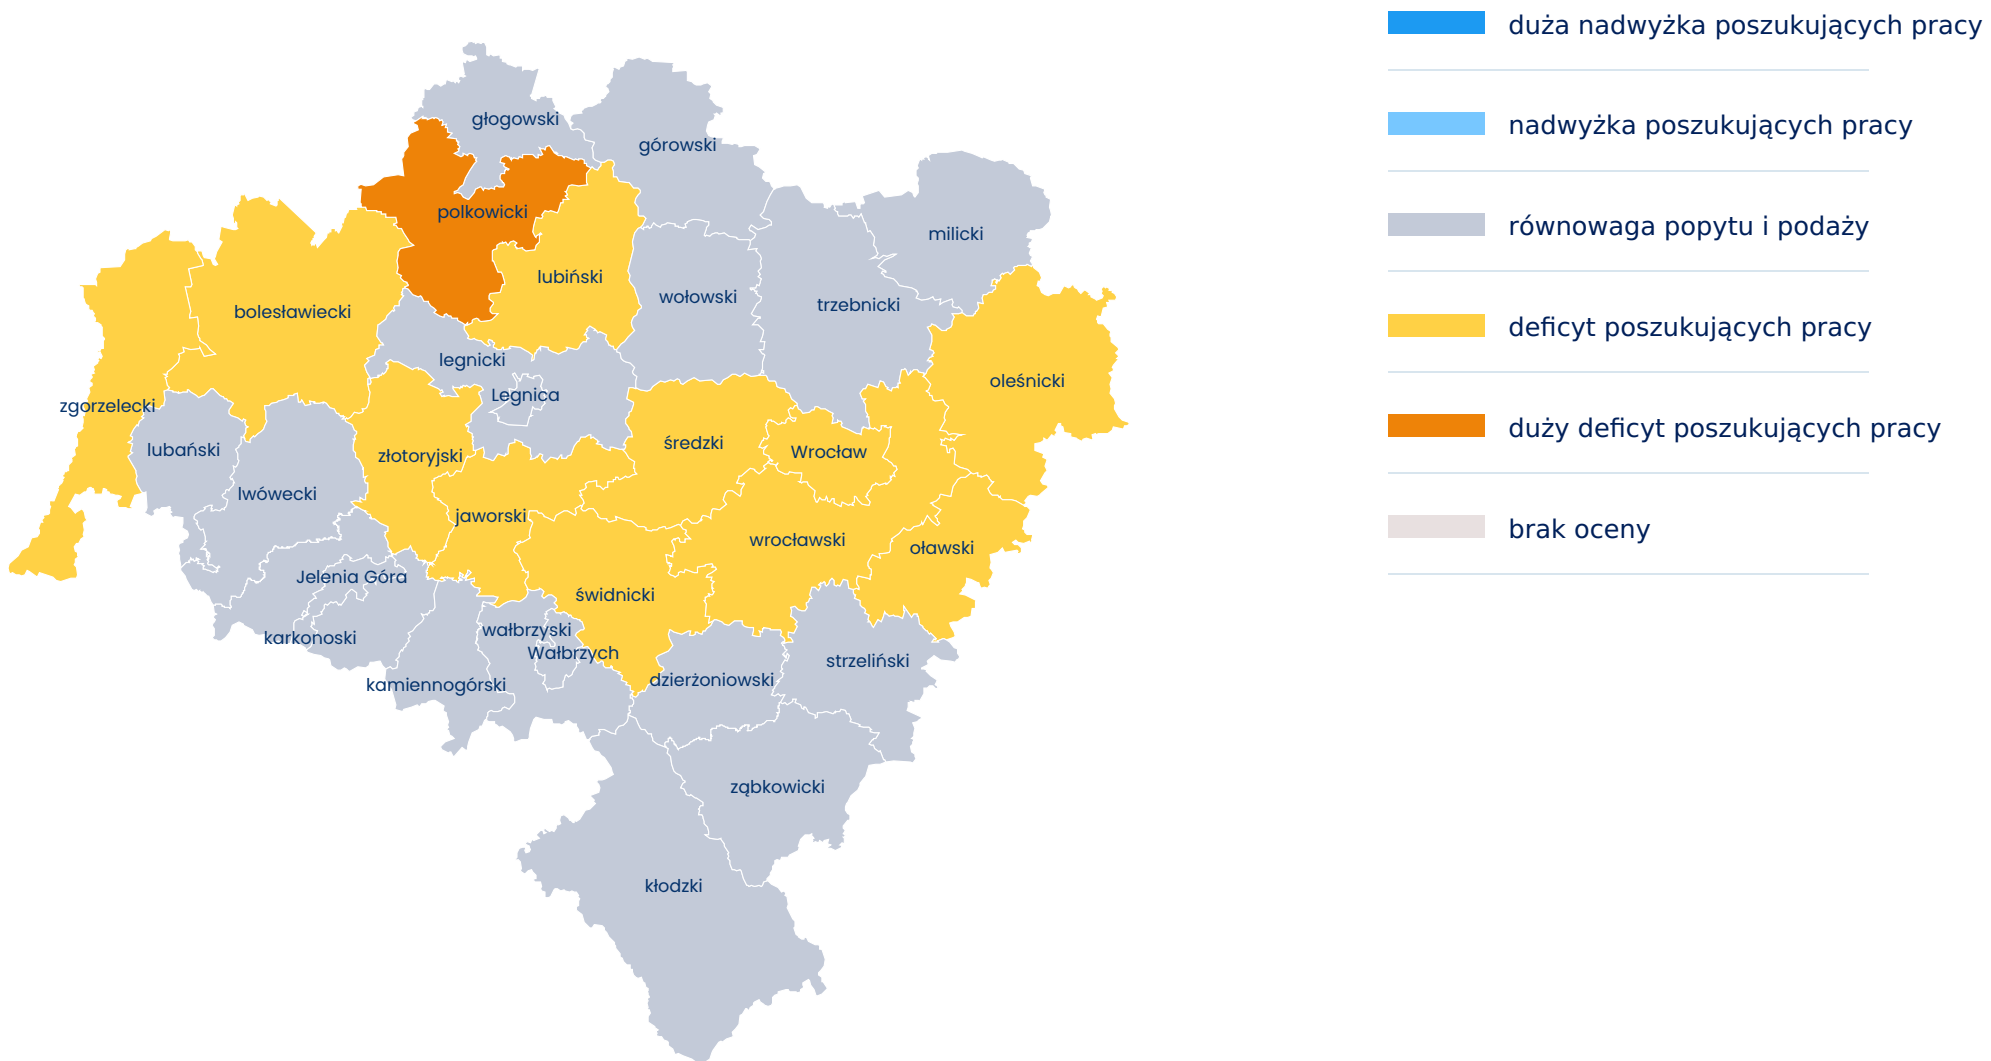 głogowski
górowski
polkowicki
milicki
lubiński
wołowski
trzebnicki
bolesławiecki
legnicki
Legnica
oleśnicki
zgorzelecki
lubański
złotoryjski
średzki
Wrocław
lwówecki
jaworski
wrocławski
oławski
Jelenia Góra
świdnicki
karkonoski
wałbrzyski
Wałbrzych
strzeliński
kamiennogórski
dzierżoniowski
ząbkowicki
kłodzki
duża nadwyżka poszukujących pracy
nadwyżka poszukujących pracy
równowaga popytu i podaży
deficyt poszukujących pracy
duży deficyt poszukujących pracy
brak oceny